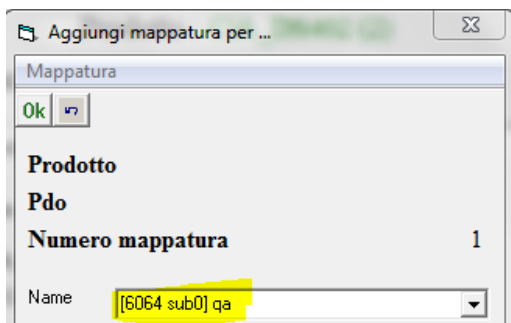 Aggiungi mappatura per ...
Mappatura
Ok
Prodotto
Pdo
Numero mappatura 1
Name [6064 sub0] qa